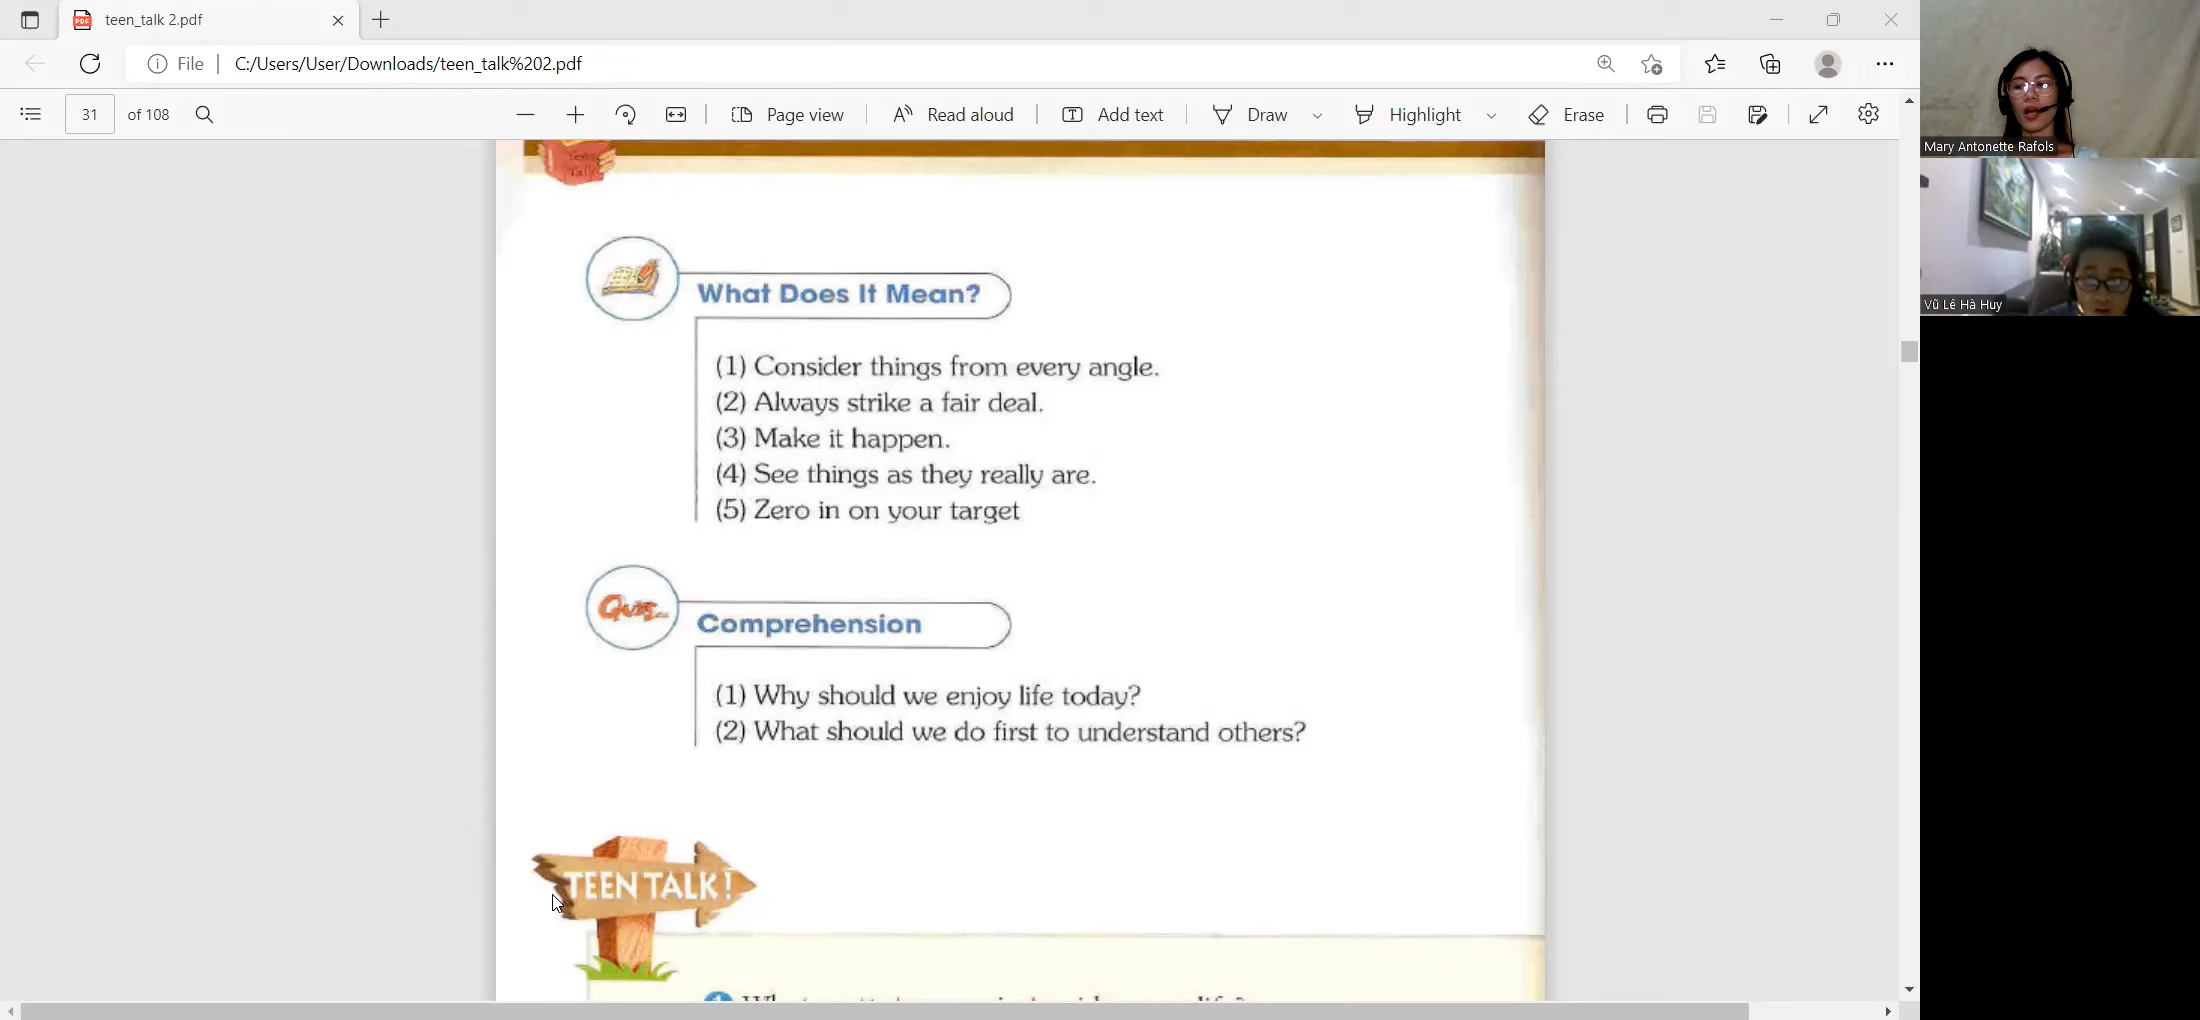 teen_talk 2.pdf
File
C:/Users/User/Downloads/teen_talk%202.pdf
31 of 108
Page view
Read aloud
Add text
Draw
Highlight
Erase
Mary Antonette Rafols
Vũ Lê Hà Huy
What Does It Mean?
(1) Consider things from every angle.
(2) Always strike a fair deal.
(3) Make it happen.
(4) See things as they really are.
(5) Zero in on your target
Comprehension
(1) Why should we enjoy life today?
(2) What should we do first to understand others?
TEEN TALK!